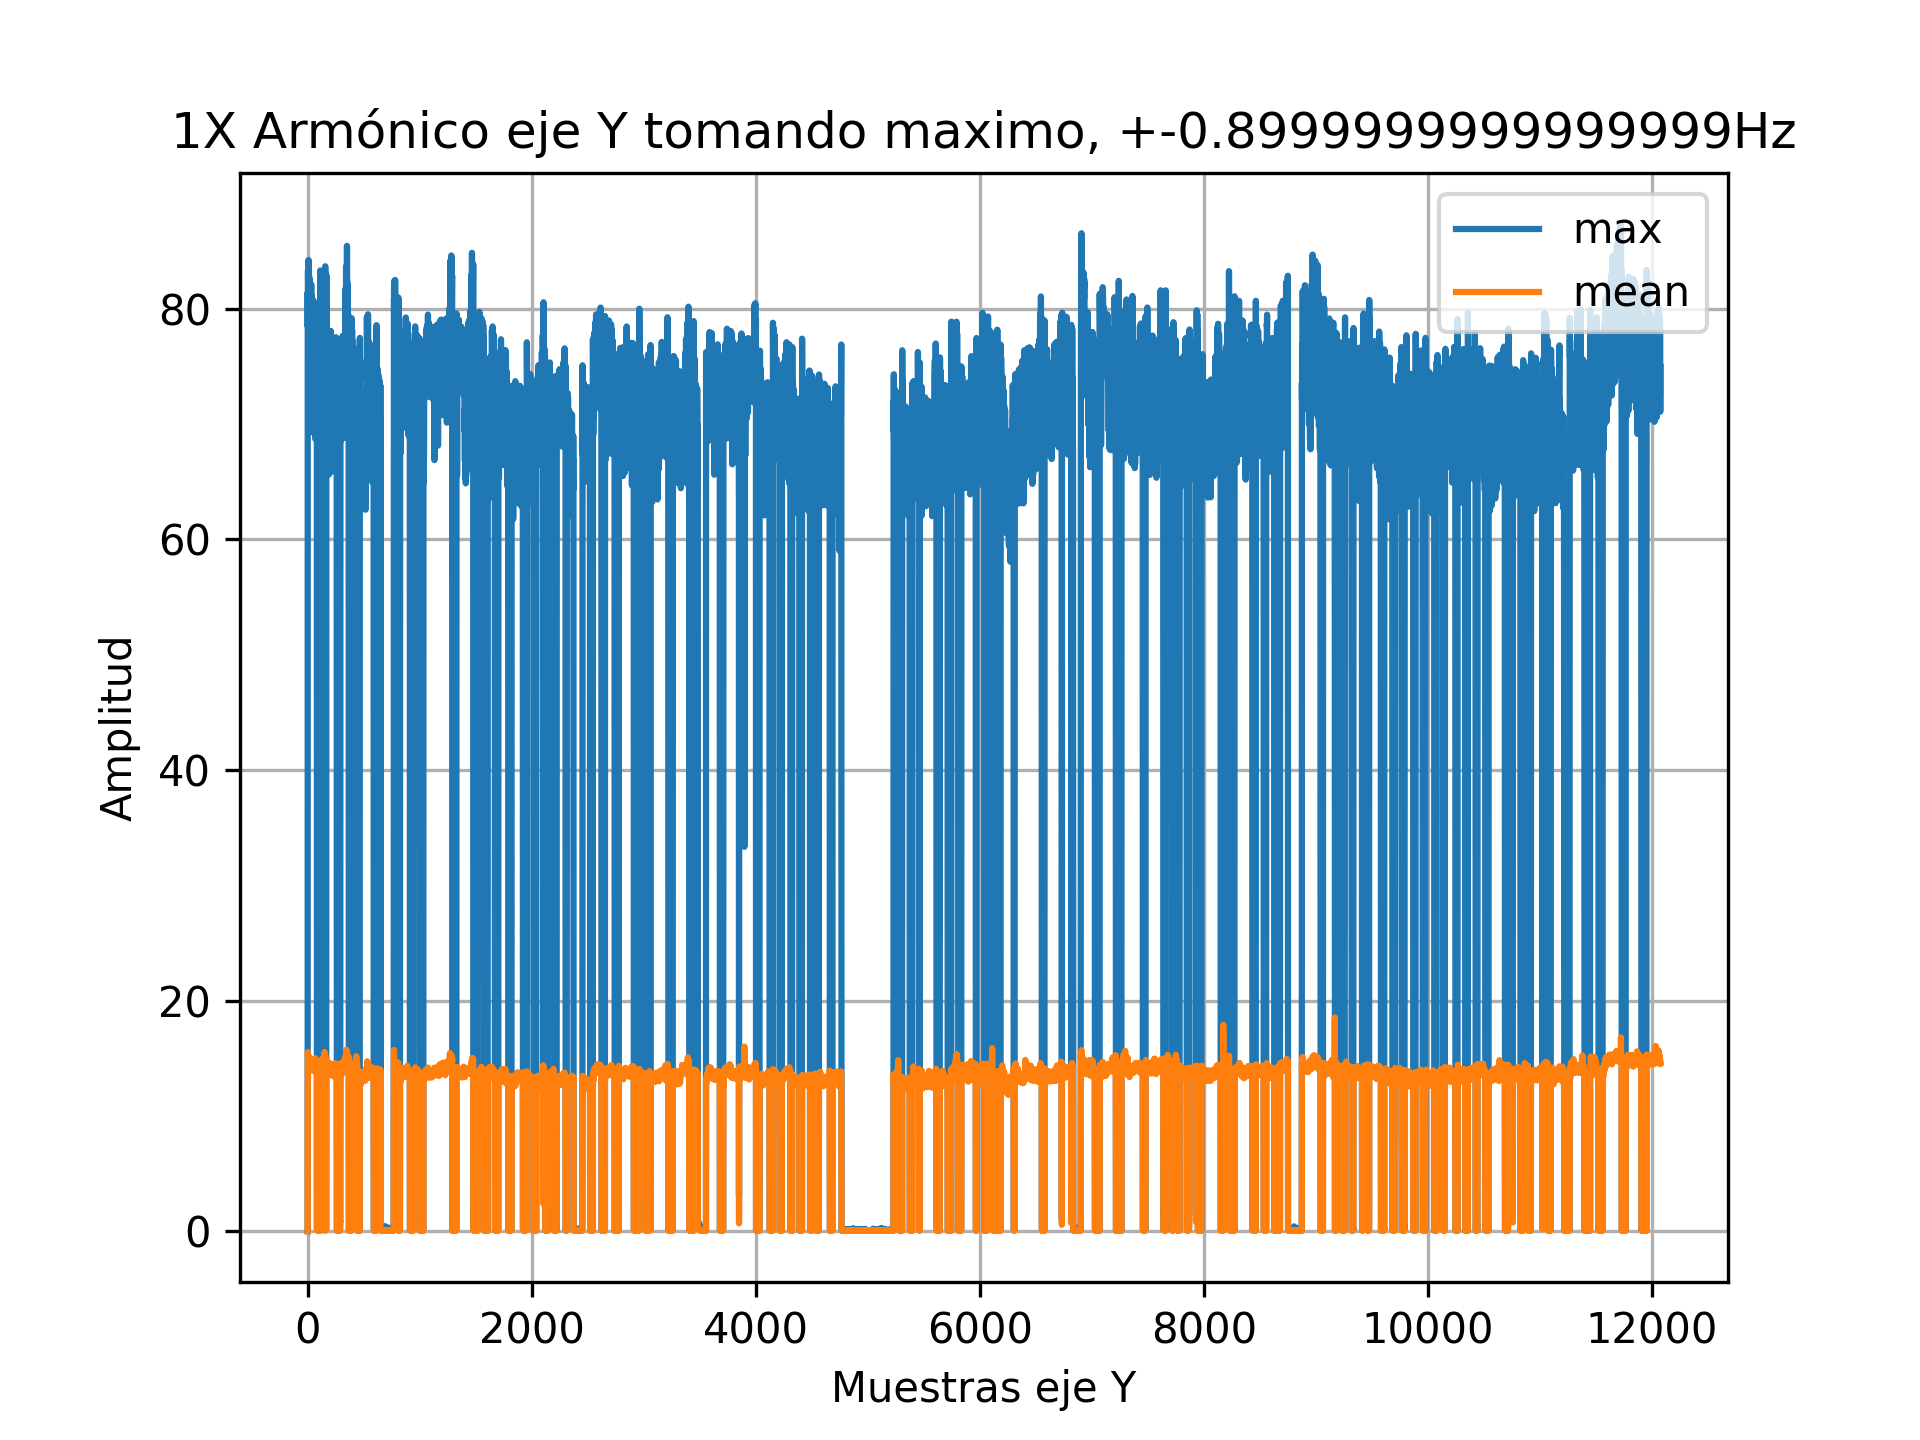 1X Armónico eje Y tomando maximo, +-0.8999999999999999Hz
max
mean
80
60
40
20
0
Amplitud
0 2000 4000 6000 8000 10000 12000
Muestras eje Y